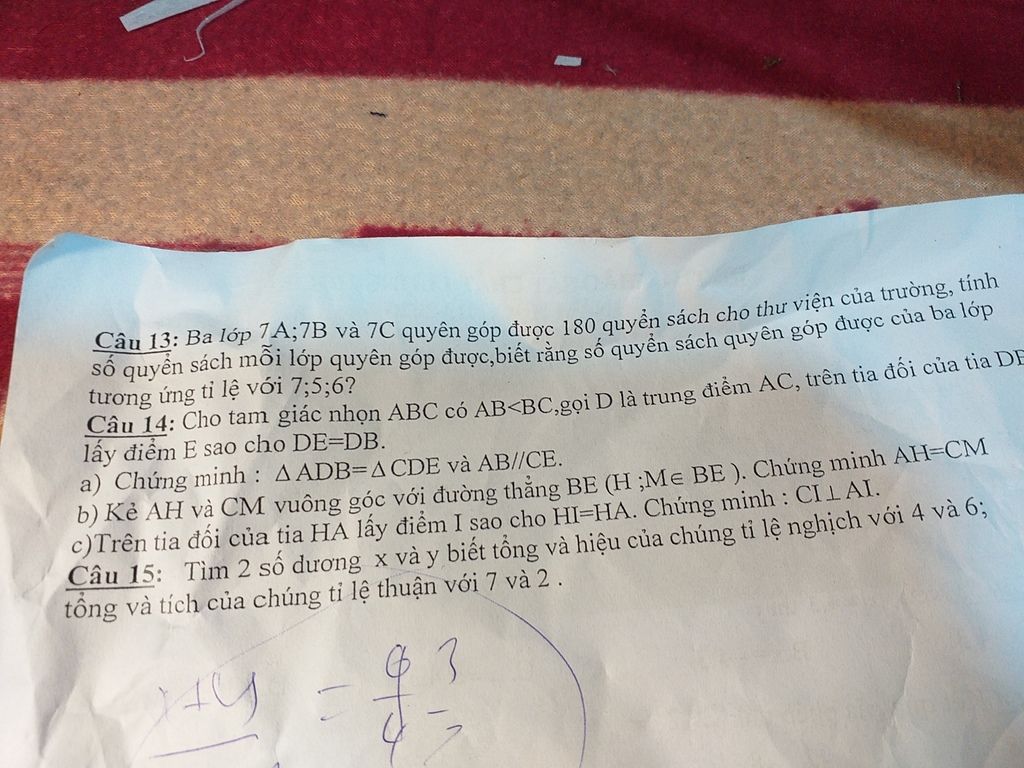 Câu 13: Ba lớp 7A;7B và 7C quyên góp được 180 quyển sách cho thư viện của trường, tính
số quyển sách mỗi lớp quyên góp được,biết rằng số quyển sách quyên góp được của ba lớp
tương ứng tỉ lệ với 7;5;6?
Câu 14: Cho tam giác nhọn ABC có AB<BC,gọi D là trung điểm AC, trên tia đối của tia DB
lấy điểm E sao cho DE=DB.
a) Chứng minh : Δ ADB= Δ CDE và AB//CE.
b) Kẻ AH và CM vuông góc với đường thẳng BE (H ;M∈ BE ). Chứng minh AH=CM
c)Trên tia đối của tia HA lấy điểm I sao cho HI=HA. Chứng minh : CI⊥AI.
Câu 15: Tìm 2 số dương x và y biết tổng và hiệu của chúng tỉ lệ nghịch với 4 và 6;
tổng và tích của chúng tỉ lệ thuận với 7 và 2 .
x+y = 3
4